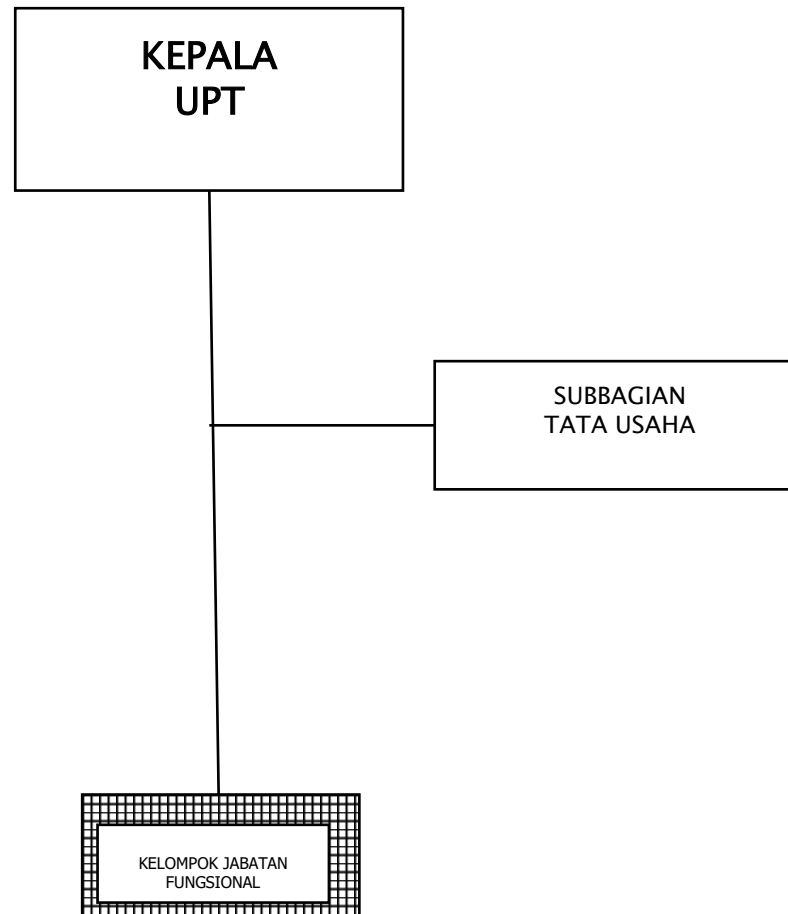 KEPALA
UPT
SUBBAGIAN
TATA USAHA
KELOMPOK JABATAN
FUNGSIONAL